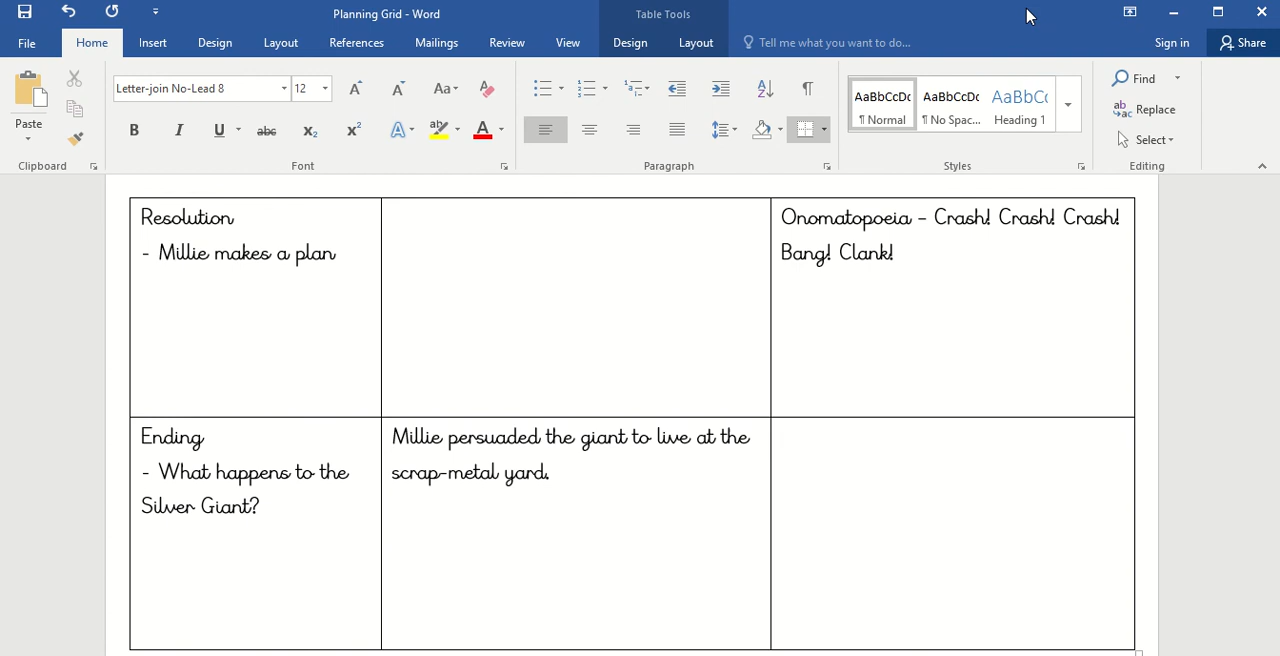 Planning Grid - Word
Table Tools
File Home Insert Design Layout References Mailings Review View Design Layout Tell me what you want to do... Sign in Share
Paste
Clipboard
Letter-join No-Lead 8 12
Aa
B I U abc x₂ x² A ab A
Font
Paragraph
AaBbCcDc AaBbCcDc AaBbCc
¶ Normal ¶ No Spac... Heading 1
Styles
Find
Replace
Select
Editing
Resolution
- Millie makes a plan
Onomatopoeia - Crash! Crash! Crash!
Bang! Clank!
Ending
- What happens to the
Silver Giant?
Millie persuaded the giant to live at the
scrap-metal yard.